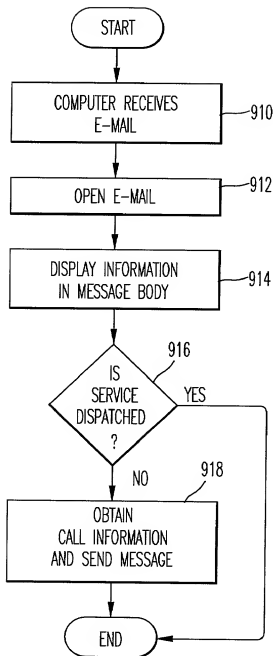 START
COMPUTER RECEIVES
E-MAIL
910
OPEN E-MAIL
912
DISPLAY INFORMATION
IN MESSAGE BODY
914
916
IS
SERVICE
DISPATCHED
?
YES
NO
918
OBTAIN
CALL INFORMATION
AND SEND MESSAGE
END